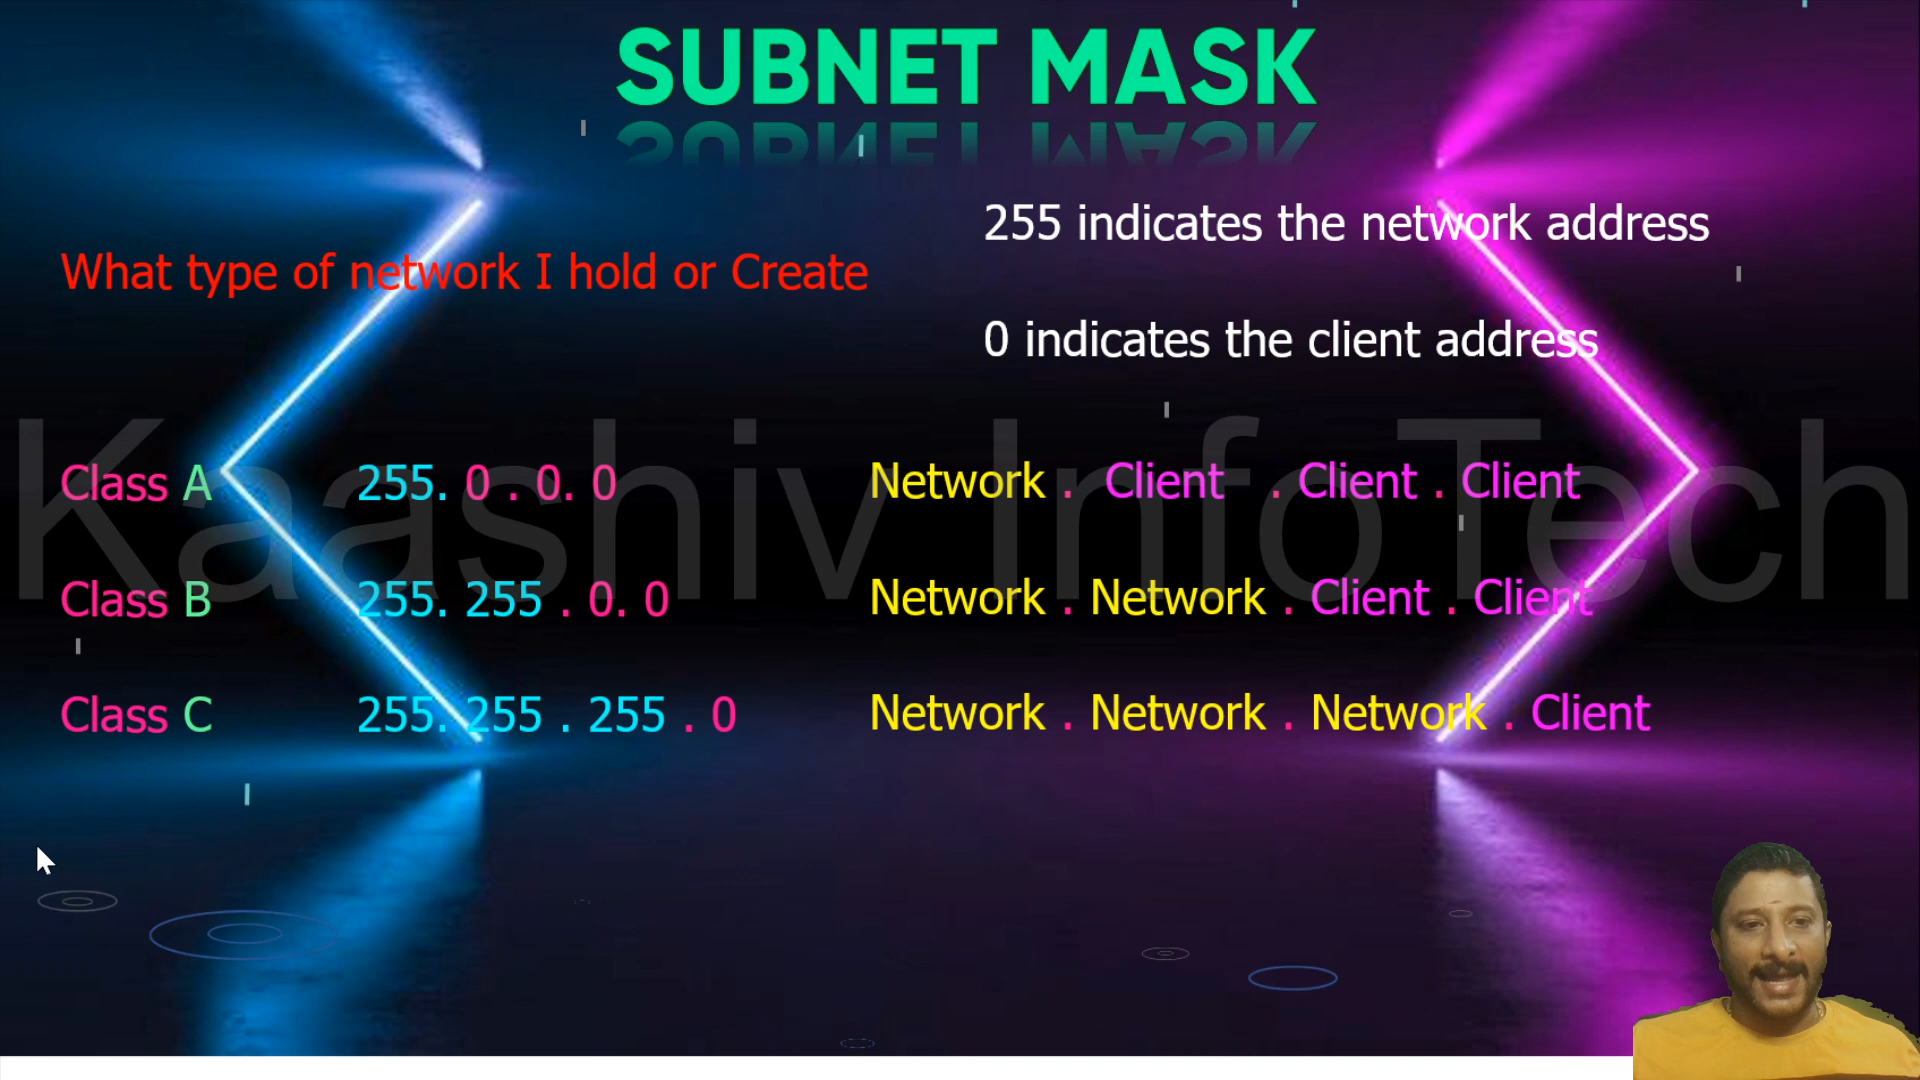 SUBNET MASK
255 indicates the network address
What type of network I hold or Create
0 indicates the client address
Kaashiv InfoTech
Class A 255. 0 . 0. 0 Network . Client . Client . Client
Class B 255. 255 . 0. 0 Network . Network . Client . Client
Class C 255. 255 . 255 . 0 Network . Network . Network . Client